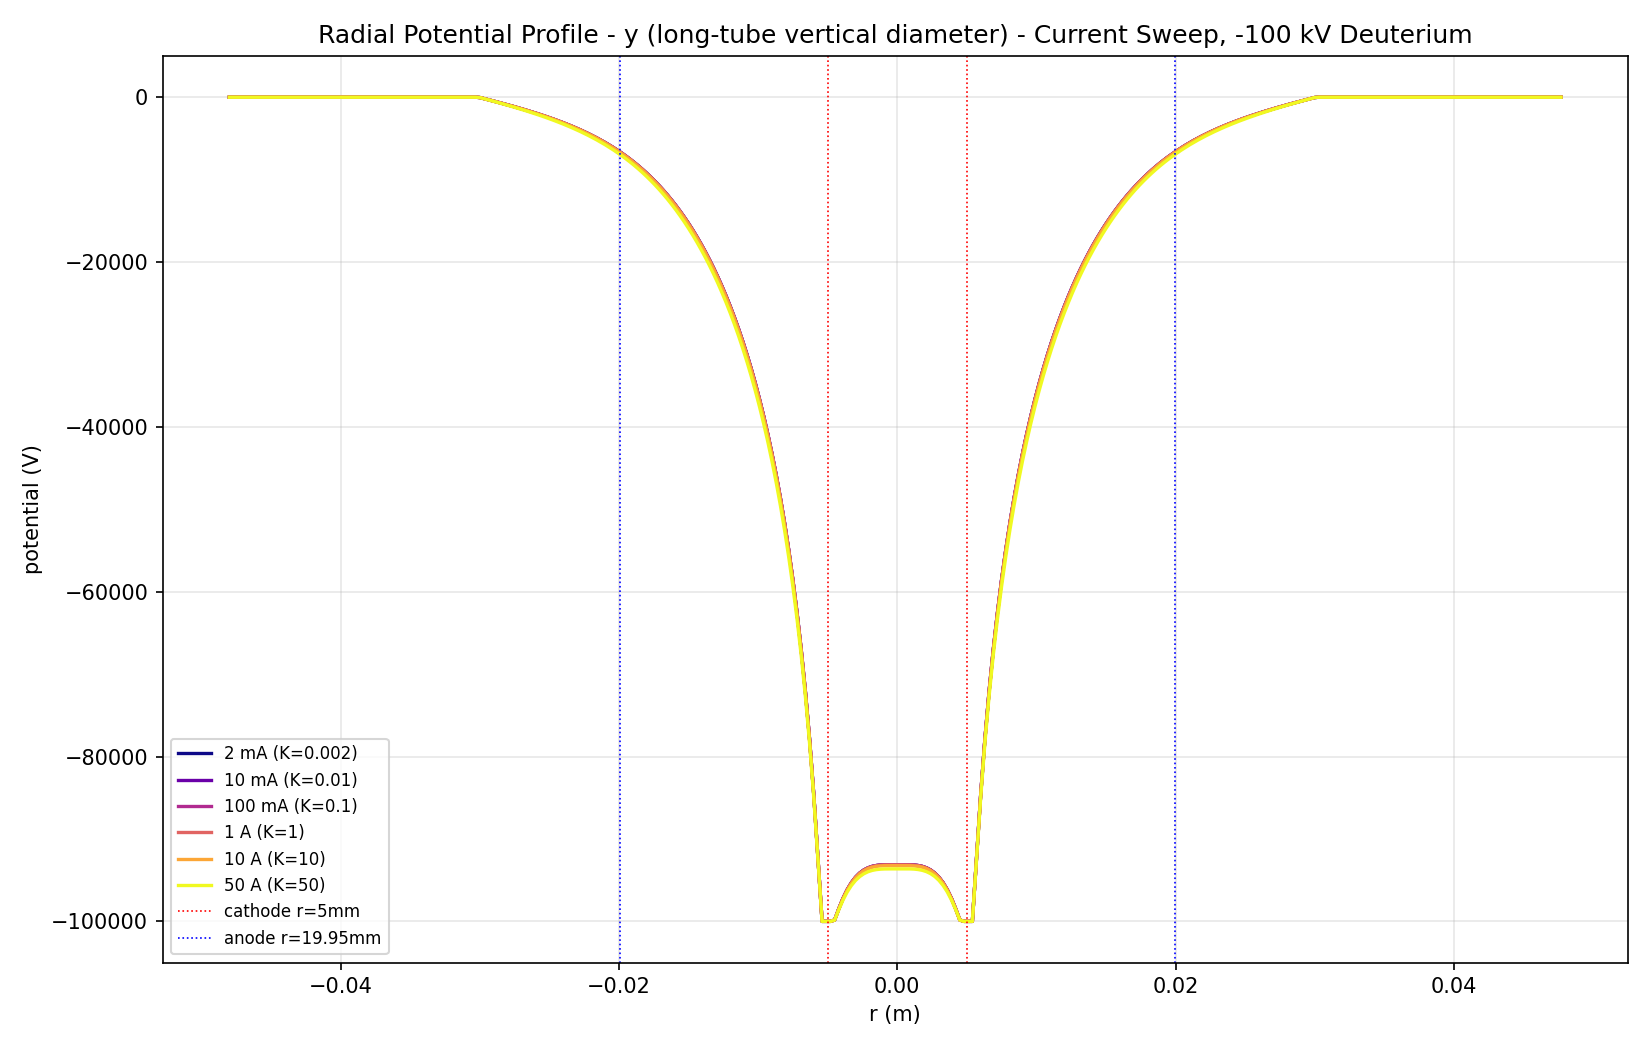 Radial Potential Profile - y (long-tube vertical diameter) - Current Sweep, -100 kV Deuterium
potential (V)
0
−20000
−40000
−60000
−80000
−100000
2 mA (K=0.002)
10 mA (K=0.01)
100 mA (K=0.1)
1 A (K=1)
10 A (K=10)
50 A (K=50)
cathode r=5mm
anode r=19.95mm
−0.04
−0.02
0.00
0.02
0.04
r (m)